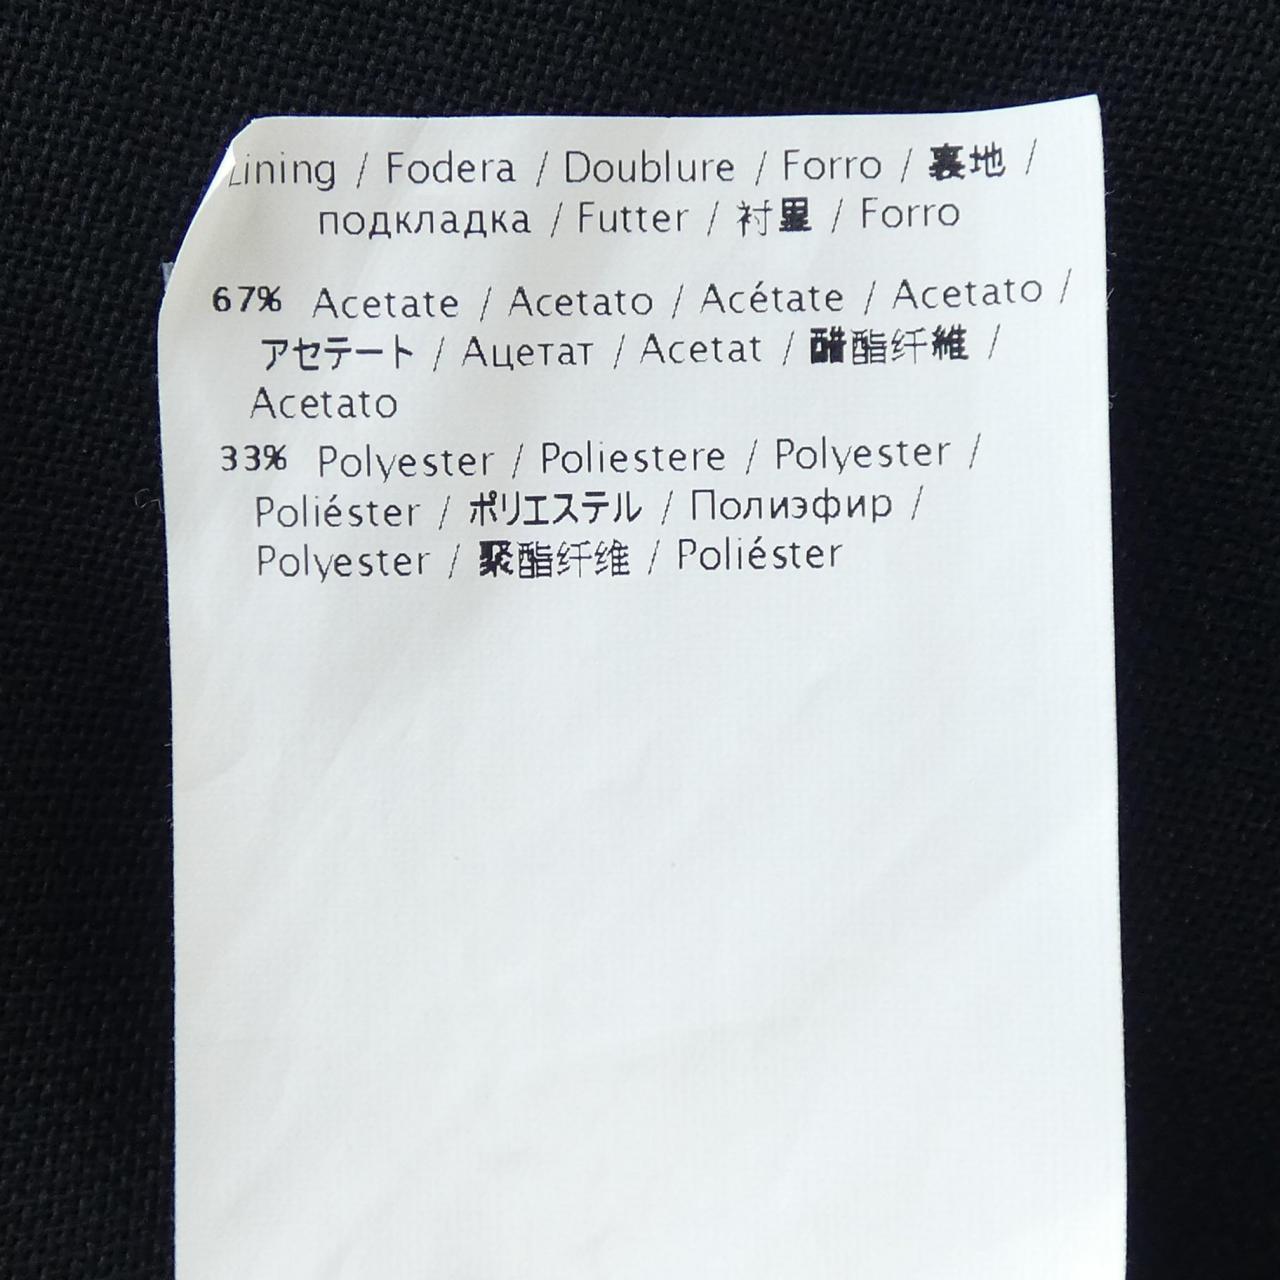 Lining / Fodera / Doublure / Forro / 裏地 /
подкладка / Futter / 衬里 / Forro
67% Acetate / Acetato / Acétate / Acetato /
アセテート / Ацетат / Acetat / 醋酯纤維 /
Acetato
33% Polyester / Poliestere / Polyester /
Poliéster / ポリエステル / Полиэфир /
Polyester / 聚酯纤维 / Poliéster